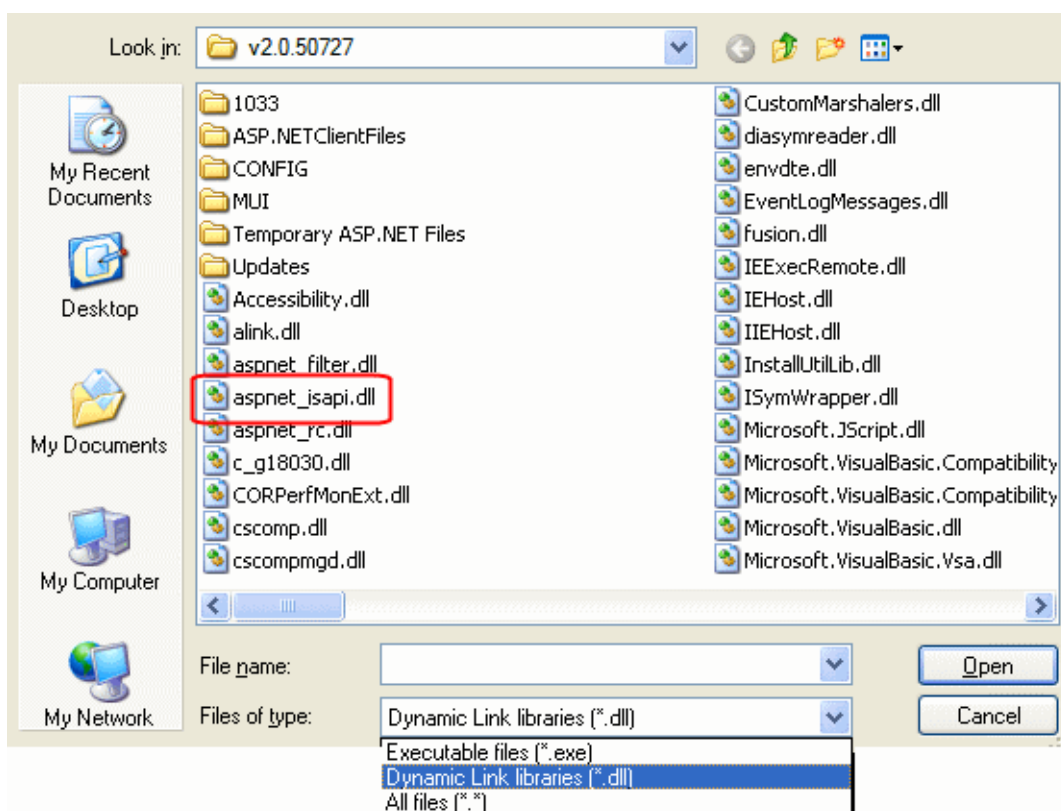 Look in:
v2.0.50727
My Recent
Documents
Desktop
My Documents
My Computer
My Network
1033
ASP.NETClientFiles
CONFIG
MUI
Temporary ASP.NET Files
Updates
Accessibility.dll
alink.dll
aspnet_filter.dll
aspnet_isapi.dll
aspnet_rc.dll
c_g18030.dll
CORPerfMonExt.dll
cscomp.dll
cscompmgd.dll
CustomMarshalers.dll
diasymreader.dll
envdte.dll
EventLogMessages.dll
fusion.dll
IEExecRemote.dll
IEHost.dll
IIEHost.dll
InstallUtilLib.dll
ISymWrapper.dll
Microsoft.JScript.dll
Microsoft.VisualBasic.Compatibility
Microsoft.VisualBasic.Compatibility
Microsoft.VisualBasic.dll
Microsoft.VisualBasic.Vsa.dll
File name:
Open
Files of type:
Dynamic Link libraries (*.dll)
Cancel
Executable files (*.exe)
Dynamic Link libraries (*.dll)
All files (*.*)